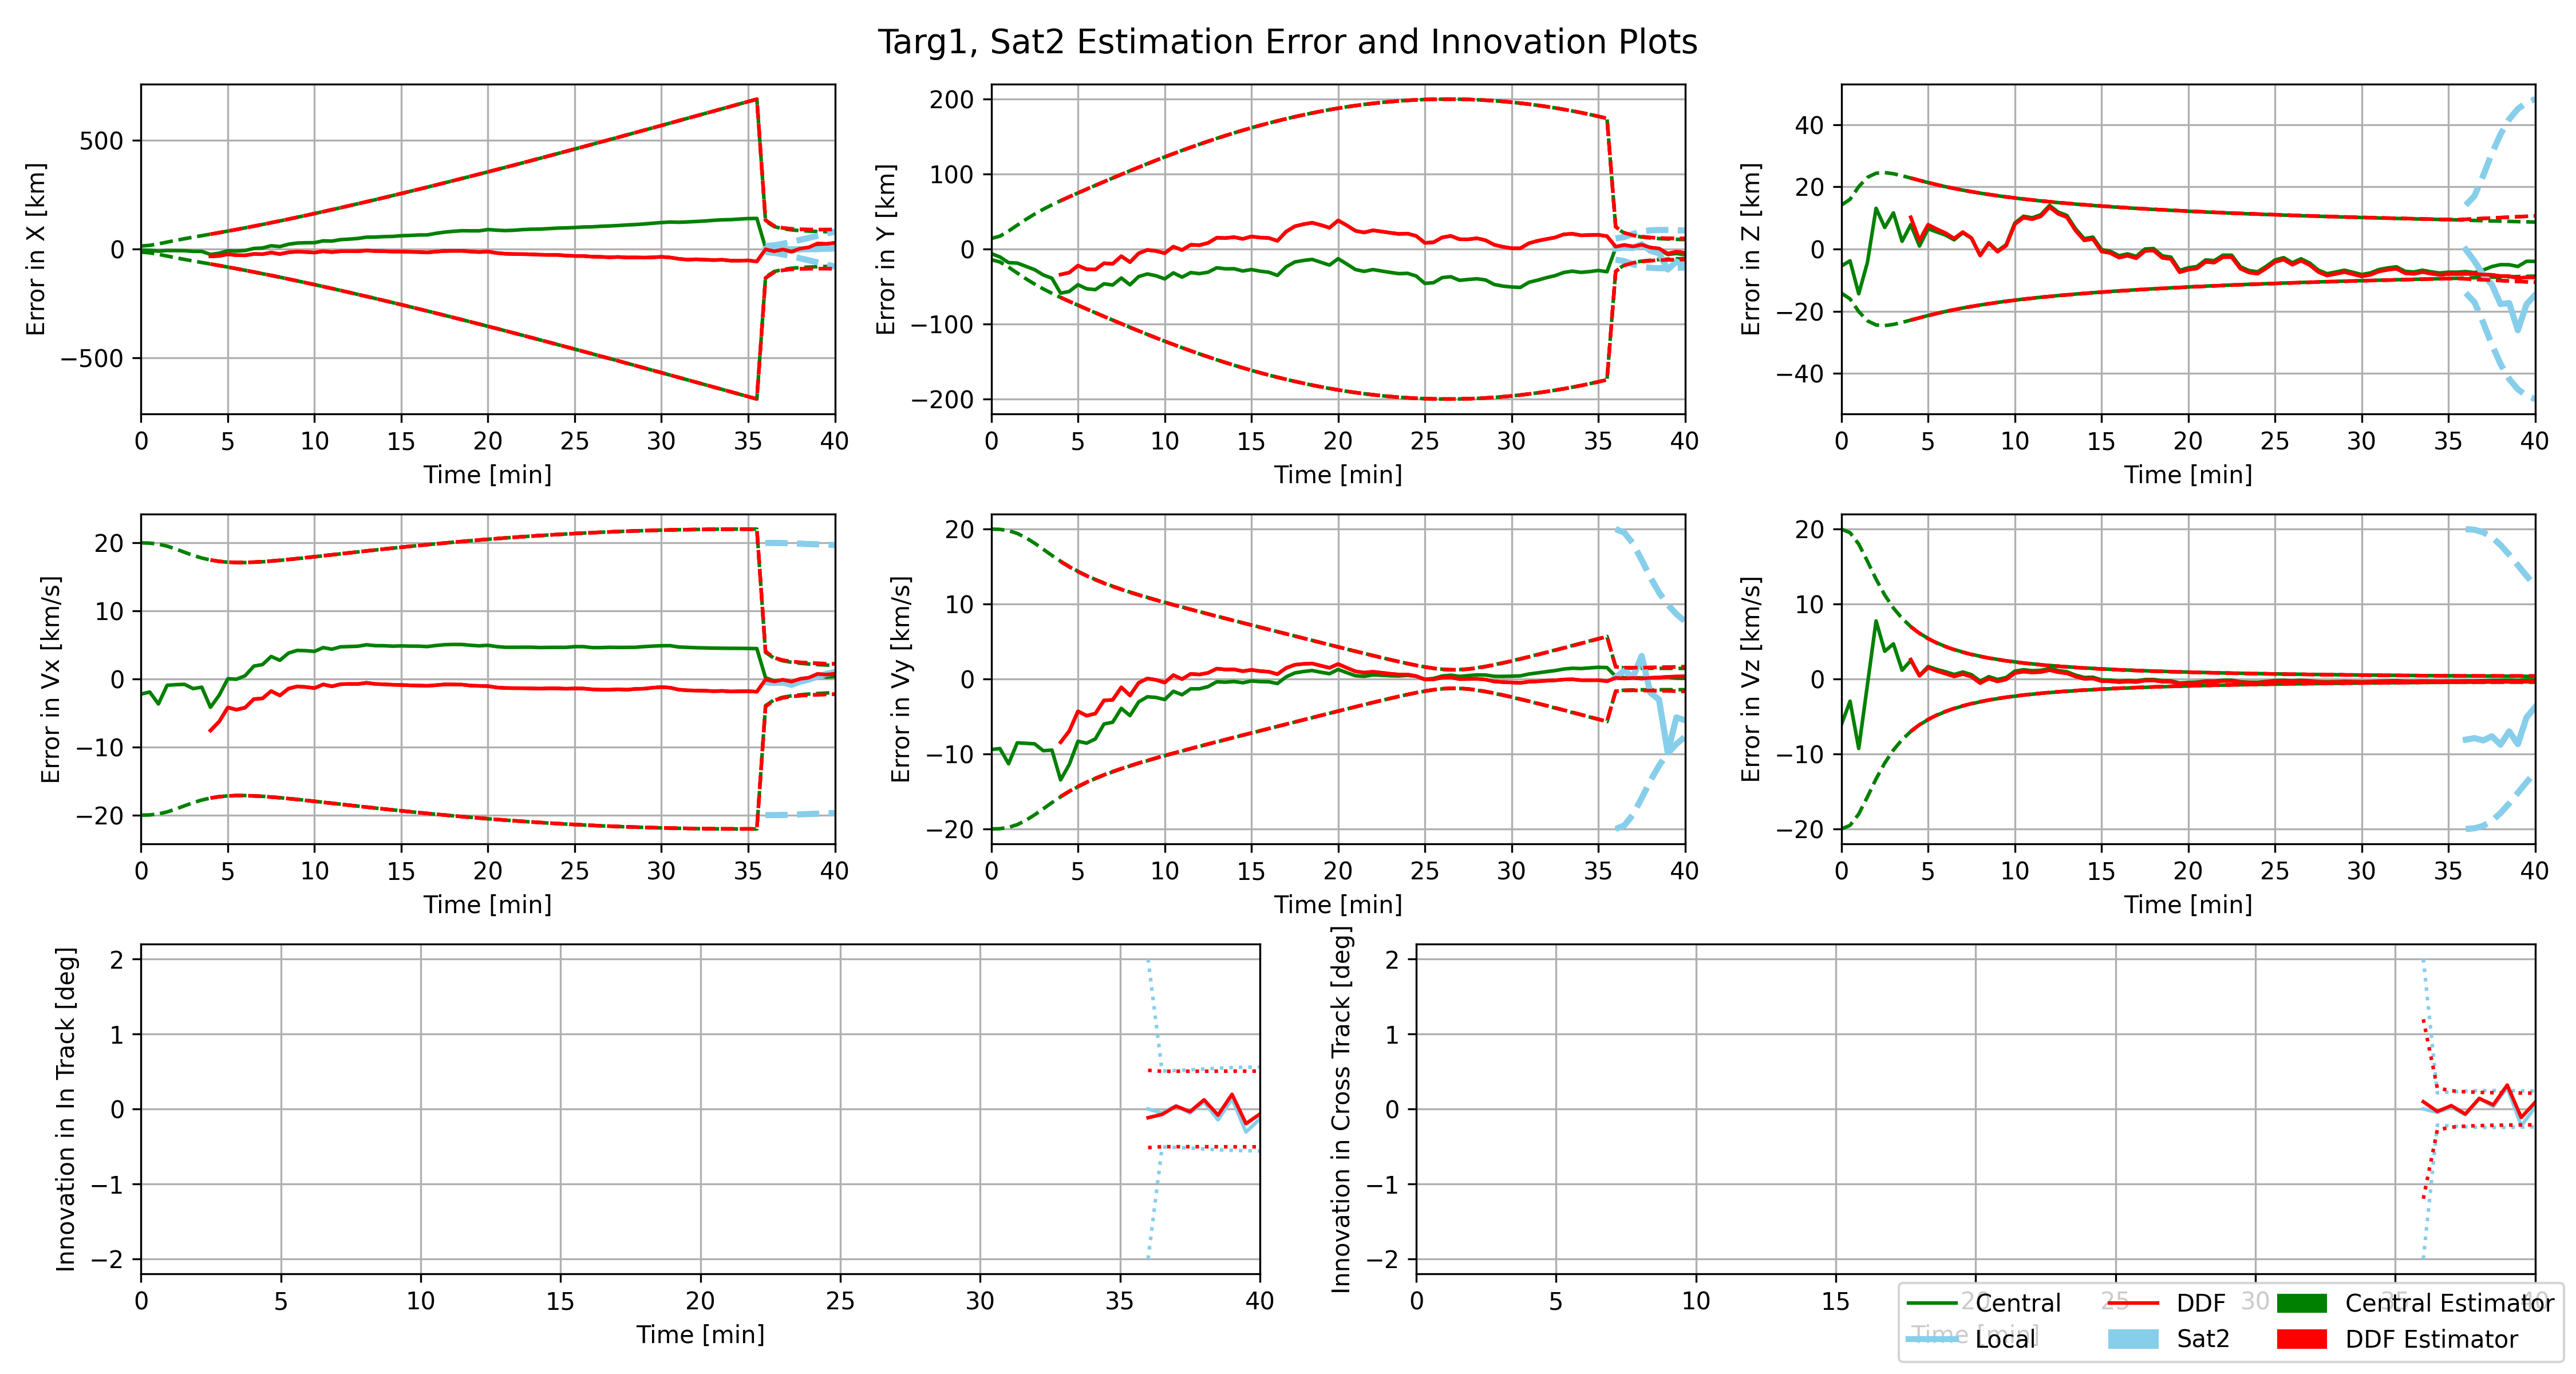 Targ1, Sat2 Estimation Error and Innovation Plots
Error in X [km]
500
0
−500
0 5 10 15 20 25 30 35 40
Time [min]
Error in Y [km]
200
100
0
−100
−200
0 5 10 15 20 25 30 35 40
Time [min]
Error in Z [km]
40
20
0
−20
−40
0 5 10 15 20 25 30 35 40
Time [min]
Error in Vx [km/s]
20
10
0
−10
−20
0 5 10 15 20 25 30 35 40
Time [min]
Error in Vy [km/s]
20
10
0
−10
−20
0 5 10 15 20 25 30 35 40
Time [min]
Error in Vz [km/s]
20
10
0
−10
−20
0 5 10 15 20 25 30 35 40
Time [min]
Innovation in In Track [deg]
2
1
0
−1
−2
0 5 10 15 20 25 30 35 40
Time [min]
Innovation in Cross Track [deg]
2
1
0
−1
−2
0 5 10 15 20 25 30 35 40
Time [min]
Central
Local
DDF
Sat2
Central Estimator
DDF Estimator